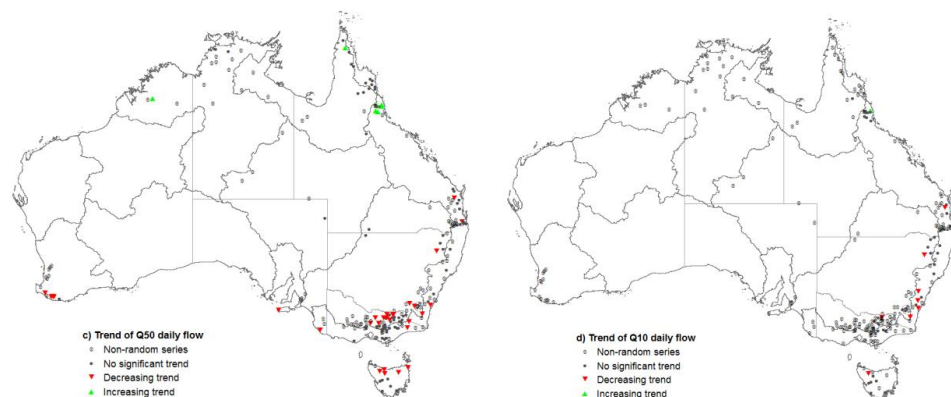 c) Trend of Q50 daily flow
Non-random series
No significant trend
Decreasing trend
Increasing trend
d) Trend of Q10 daily flow
Non-random series
No significant trend
Decreasing trend
Increasing trend